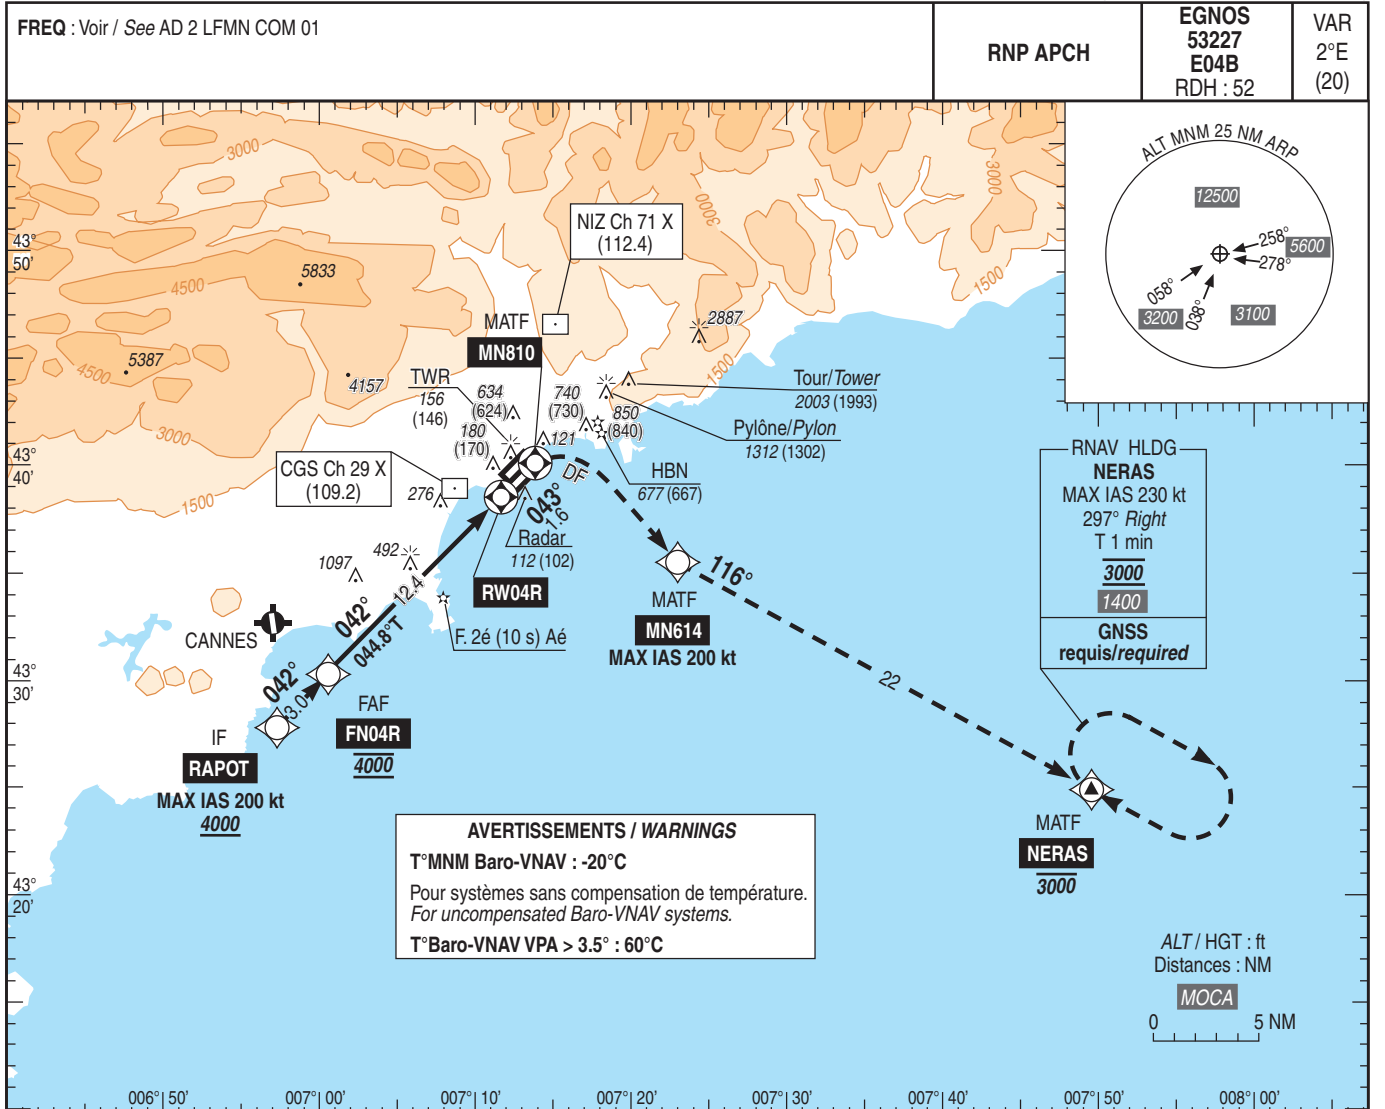 FREQ : Voir / See AD 2 LFMN COM 01
RNP APCH
EGNOS
53227
E04B
RDH : 52
VAR
2°E
(20)
ALT MNM 25 NM ARP
12500
258°
5600
278°
058°
038°
3200
3100
3000
3000
3000
1500
43°
50'
5833
4500
NIZ Ch 71 X
(112.4)
MATF
MN810
2887
5387
4500
4157
1500
TWR
156
(146)
634
(624)
740
(730)
850
(840)
Tour/Tower
2003 (1993)
Pylône/Pylon
1312 (1302)
180
(170)
121
3000
43°
40'
CGS Ch 29 X
(109.2)
276
DF
HBN
677 (667)
RNAV HLDG
NERAS
MAX IAS 230 kt
297° Right
T 1 min
3000
1400
GNSS
requis/required
1500
043°
1.6
Radar
112 (102)
1097
492
12.4
RW04R
116°
MATF
MN614
MAX IAS 200 kt
CANNES
042°
044.8°T
F. 2é (10 s) Aé
43°
30'
042°
3.0
22
FAF
FN04R
4000
IF
RAPOT
MAX IAS 200 kt
4000
MATF
NERAS
3000
AVERTISSEMENTS / WARNINGS
T°MNM Baro-VNAV : -20°C
Pour systèmes sans compensation de température.
For uncompensated Baro-VNAV systems.
T°Baro-VNAV VPA > 3.5° : 60°C
43°
20'
ALT / HGT : ft
Distances : NM
MOCA
0 5 NM
006° 50' 007° 00' 007° 10' 007° 20' 007° 30' 007° 40' 007° 50' 008° 00'